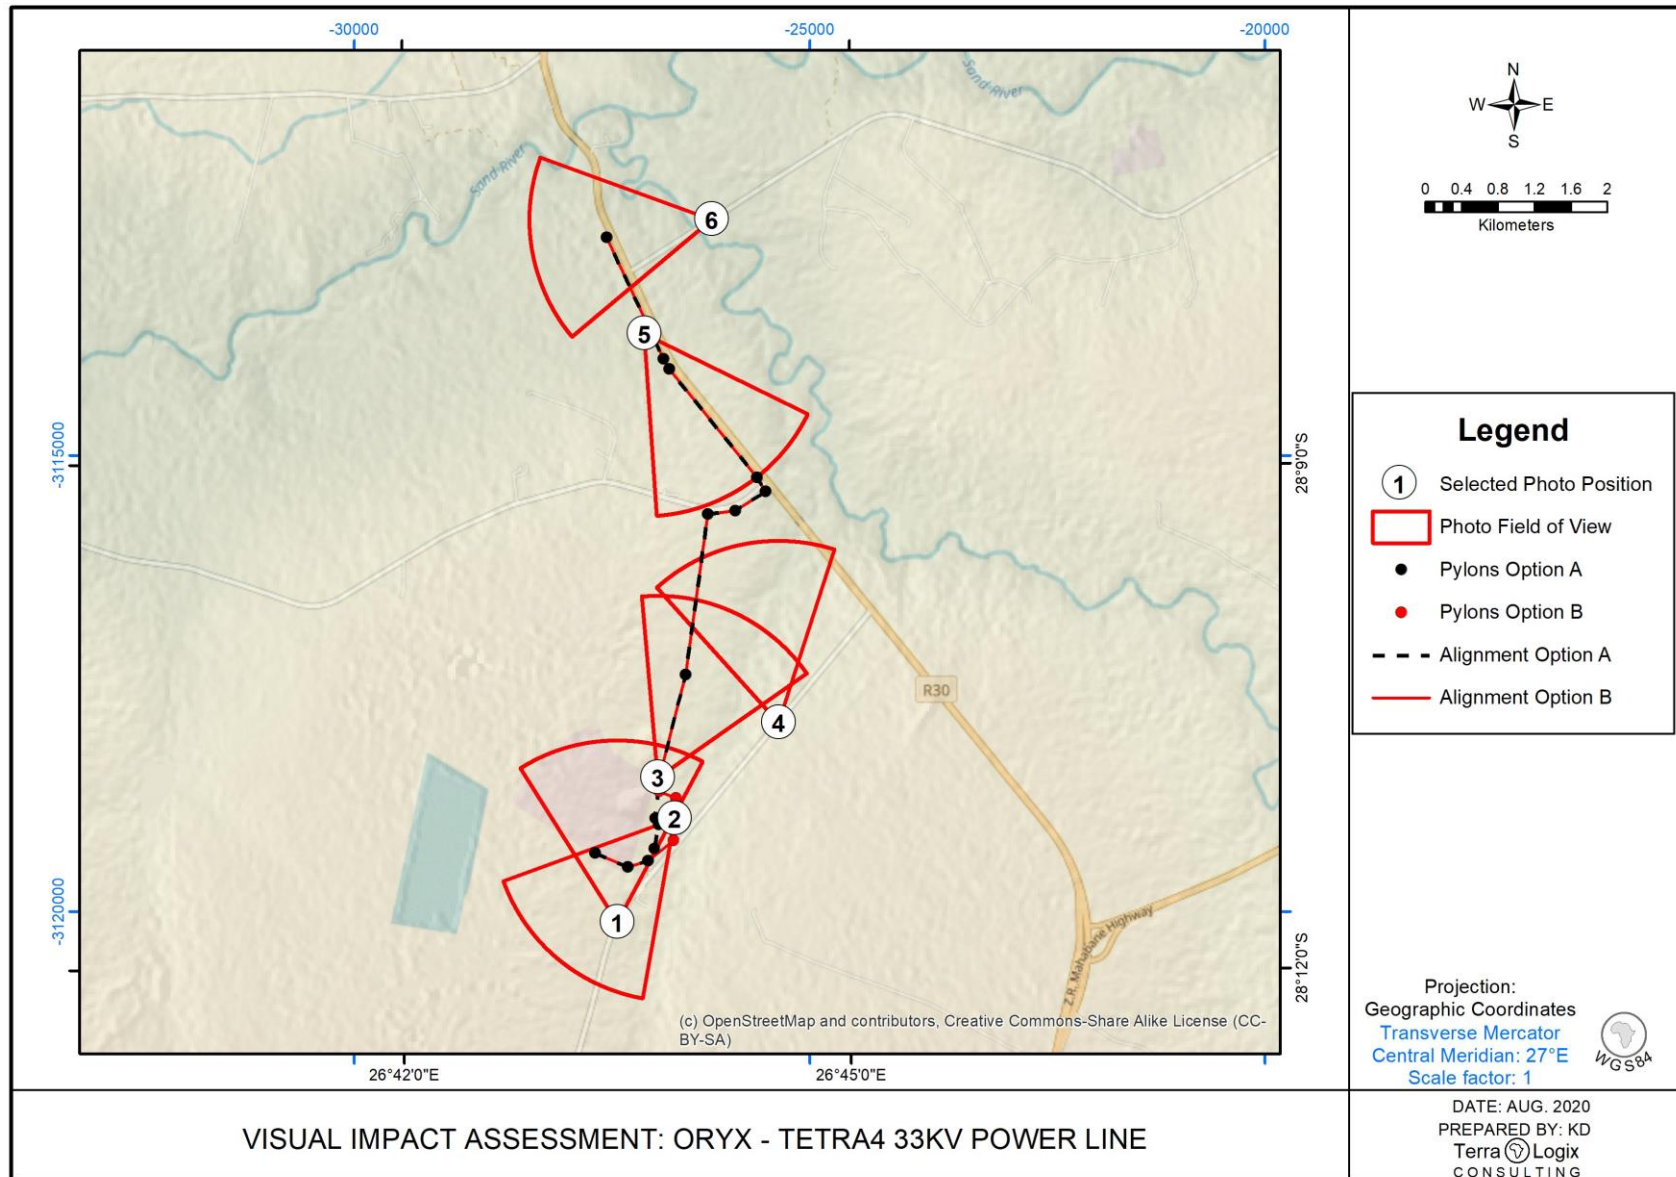 -30000
-25000
-20000
Sand-River
Sand-River
6
5
-3115000
28°9'0"S
R30
4
3
2
1
-3120000
28°12'0"S
Z.R. Mahabane Highway
(c) OpenStreetMap and contributors, Creative Commons-Share Alike License (CC-
BY-SA)
26°42'0"E
26°45'0"E
N
W E
S
0 0.4 0.8 1.2 1.6 2
Kilometers
Legend
1 Selected Photo Position
Photo Field of View
Pylons Option A
Pylons Option B
Alignment Option A
Alignment Option B
Projection:
Geographic Coordinates
Transverse Mercator
Central Meridian: 27°E
Scale factor: 1
WGS84
VISUAL IMPACT ASSESSMENT: ORYX - TETRA4 33KV POWER LINE
DATE: AUG. 2020
PREPARED BY: KD
Terra Logix
CONSULTING